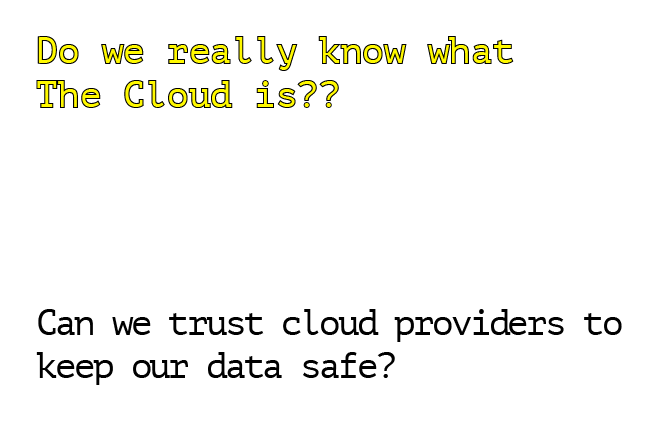 Do we really know what
The Cloud is??
Can we trust cloud providers to
keep our data safe?